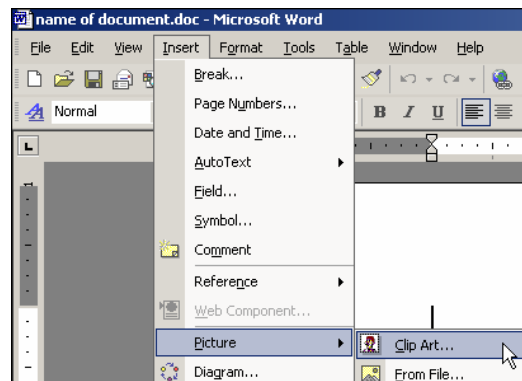 name of document.doc - Microsoft Word
File Edit View Insert Format Tools Table Window Help
Normal
B I U
Break...
Page Numbers...
Date and Time...
AutoText
Field...
Symbol...
Comment
Reference
Web Component...
Picture
Clip Art...
Diagram...
From File...